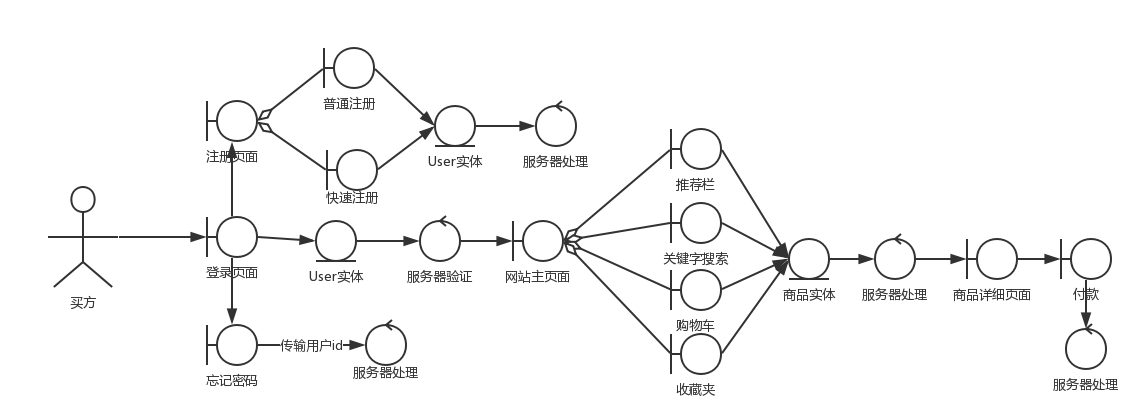 普通注册
注册页面
User实体
服务器处理
快速注册
推荐栏
买方
登录页面
User实体
服务器验证
网站主页面
关键字搜索
商品实体
服务器处理
商品详细页面
付款
购物车
忘记密码
传输用户id
服务器处理
收藏夹
服务器处理